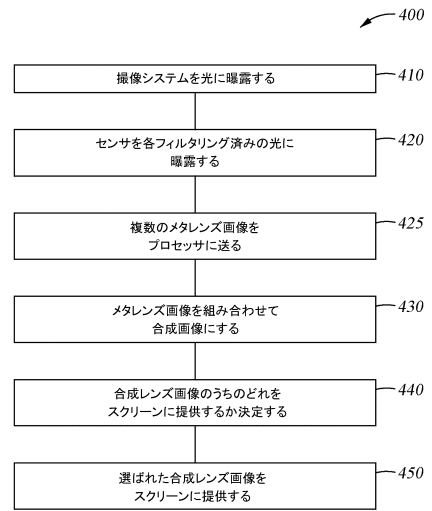 400
撮像システムを光に曝露する
410
センサを各フィルタリング済みの光に
曝露する
420
複数のメタレンズ画像を
プロセッサに送る
425
メタレンズ画像を組み合わせて
合成画像にする
430
合成レンズ画像のうちのどれを
スクリーンに提供するか決定する
440
選ばれた合成レンズ画像を
スクリーンに提供する
450